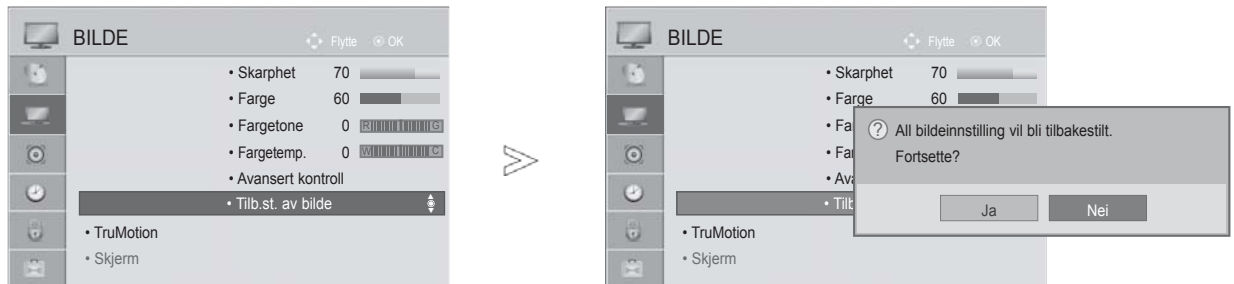 BILDE
Flytte OK
• Skarphet 70
• Farge 60
• Fargetone 0 R G
• Fargetemp. 0 W C
• Avansert kontroll
• Tilb.st. av bilde
• TruMotion
• Skjerm
BILDE
Flytte OK
• Skarphet 70
• Farge 60
• Fa
• Fa
• Av
• Tilb
• TruMotion
• Skjerm
? All bildeinnstilling vil bli tilbakestilt.
Fortsette?
Ja Nei